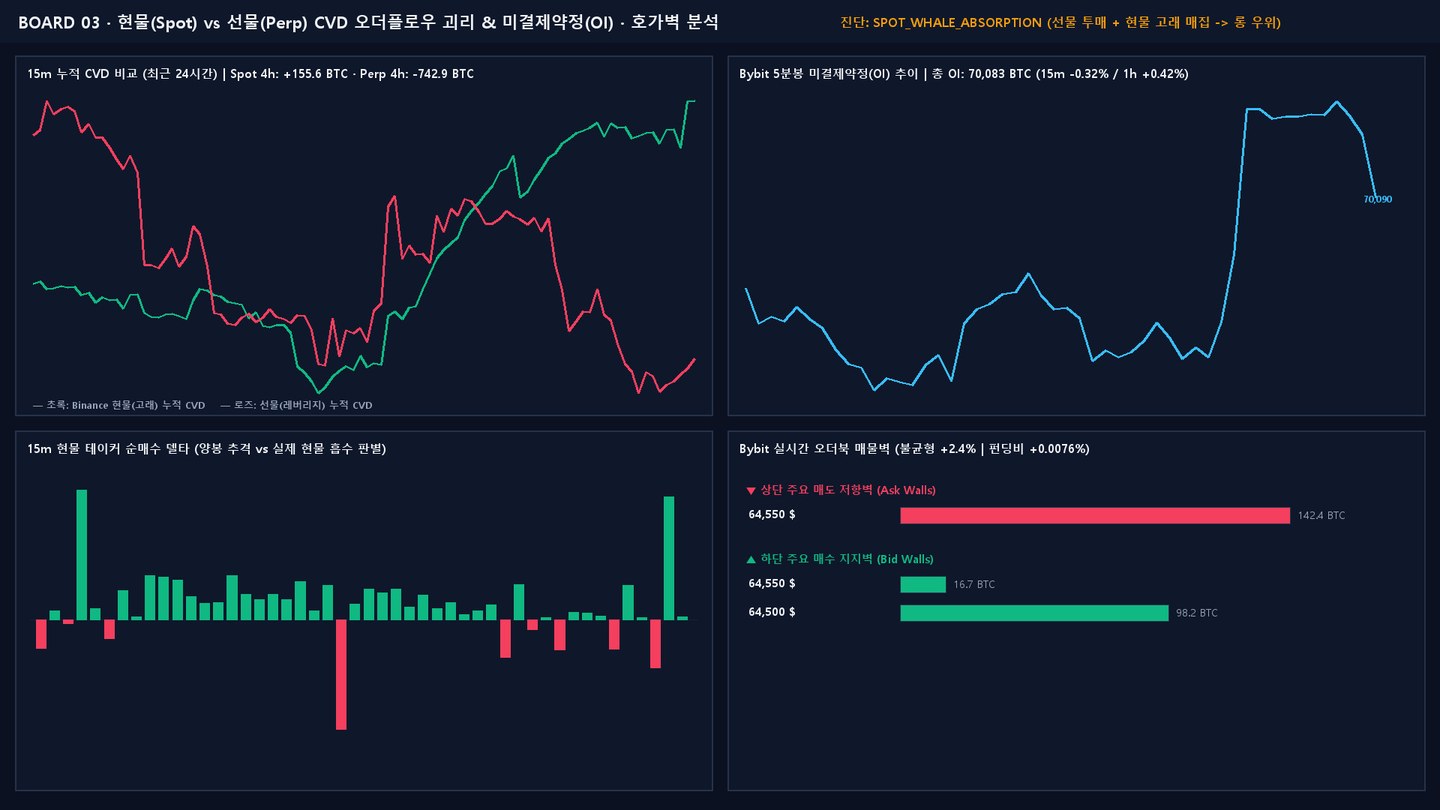 BOARD 03 · 현물(Spot) vs 선물(Perp) CVD 오더플로우 괴리 & 미결제약정(OI) · 호가벽 분석
진단: SPOT_WHALE_ABSORPTION (선물 투매 + 현물 고래 매집 -> 롱 우위)
15m 누적 CVD 비교 (최근 24시간) | Spot 4h: +155.6 BTC · Perp 4h: -742.9 BTC
— 초록: Binance 현물(고래) 누적 CVD — 로즈: 선물(레버리지) 누적 CVD
Bybit 5분봉 미결제약정(OI) 추이 | 총 OI: 70,083 BTC (15m -0.32% / 1h +0.42%)
70,090
15m 현물 테이커 순매수 델타 (양봉 추격 vs 실제 현물 흡수 판별)
Bybit 실시간 오더북 매물벽 (불균형 +2.4% | 펀딩비 +0.0076%)
▼ 상단 주요 매도 저항벽 (Ask Walls)
64,550 $ 142.4 BTC
▲ 하단 주요 매수 지지벽 (Bid Walls)
64,550 $ 16.7 BTC
64,500 $ 98.2 BTC